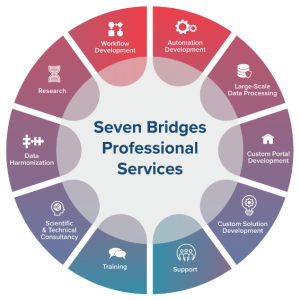 Workflow
Development
Automation
Development
Large-Scale
Data Processing
Custom Portal
Development
Custom Solution
Development
Support
Training
Scientific
& Technical
Consultancy
Data
Harmonization
Research
Seven Bridges
Professional
Services